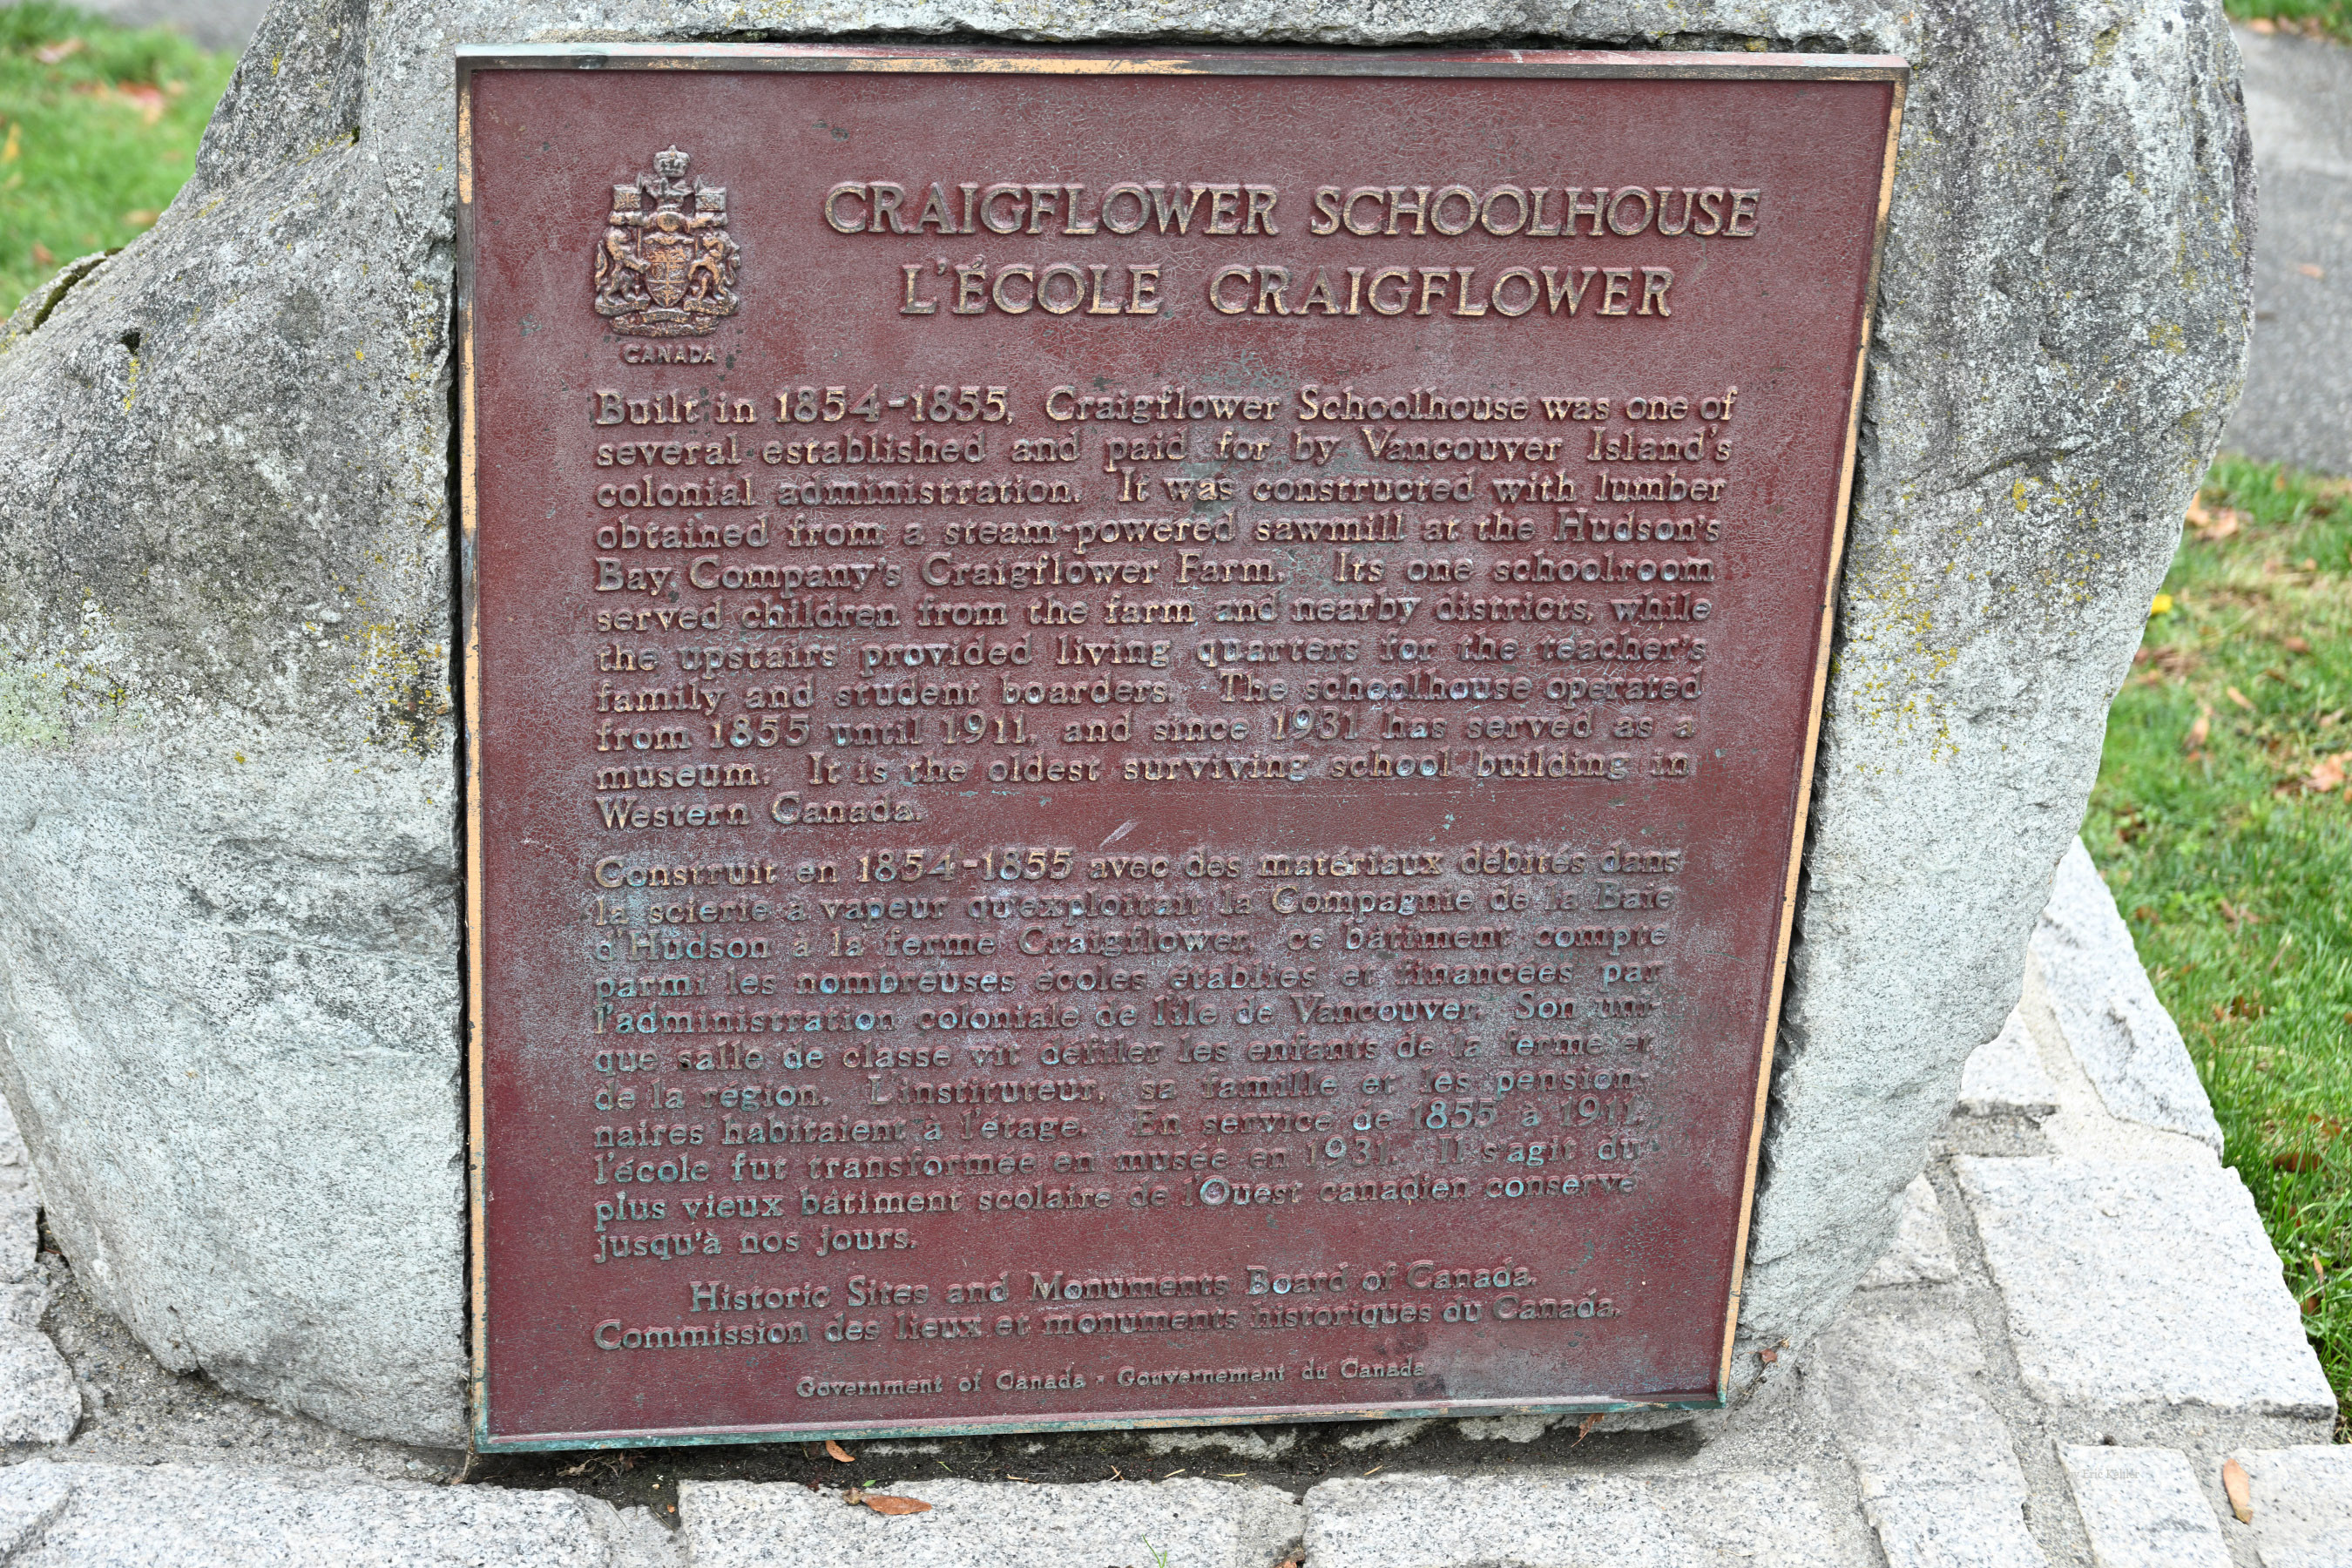 CANADA
CRAIGFLOWER SCHOOLHOUSE
L'ÉCOLE CRAIGFLOWER
Built in 1854-1855, Craigflower Schoolhouse was one of
several established and paid for by Vancouver Island's
colonial administration. It was constructed with lumber
obtained from a steam-powered sawmill at the Hudson's
Bay Company's Craigflower Farm. Its one schoolroom
served children from the farm and nearby districts, while
the upstairs provided living quarters for the teacher's
family and student boarders. The schoolhouse operated
from 1855 until 1911, and since 1931 has served as a
museum. It is the oldest surviving school building in
Western Canada.
Construit en 1854-1855 avec des matériaux débités dans
la scierie à vapeur qu'exploitait la Compagnie de la Baie
d'Hudson à la ferme Craigflower, ce bâtiment compte
parmi les nombreuses écoles établies et financées par
l'administration coloniale de l'île de Vancouver. Son uni-
que salle de classe vit défiler les enfants de la ferme et
de la région. L'instituteur, sa famille et les pension-
naires habitaient à l'étage. En service de 1855 à 1911,
l'école fut transformée en musée en 1931. Il s'agit du
plus vieux bâtiment scolaire de l'Ouest canadien conservé
jusqu'à nos jours.
Historic Sites and Monuments Board of Canada.
Commission des lieux et monuments historiques du Canada.
Government of Canada - Gouvernement du Canada